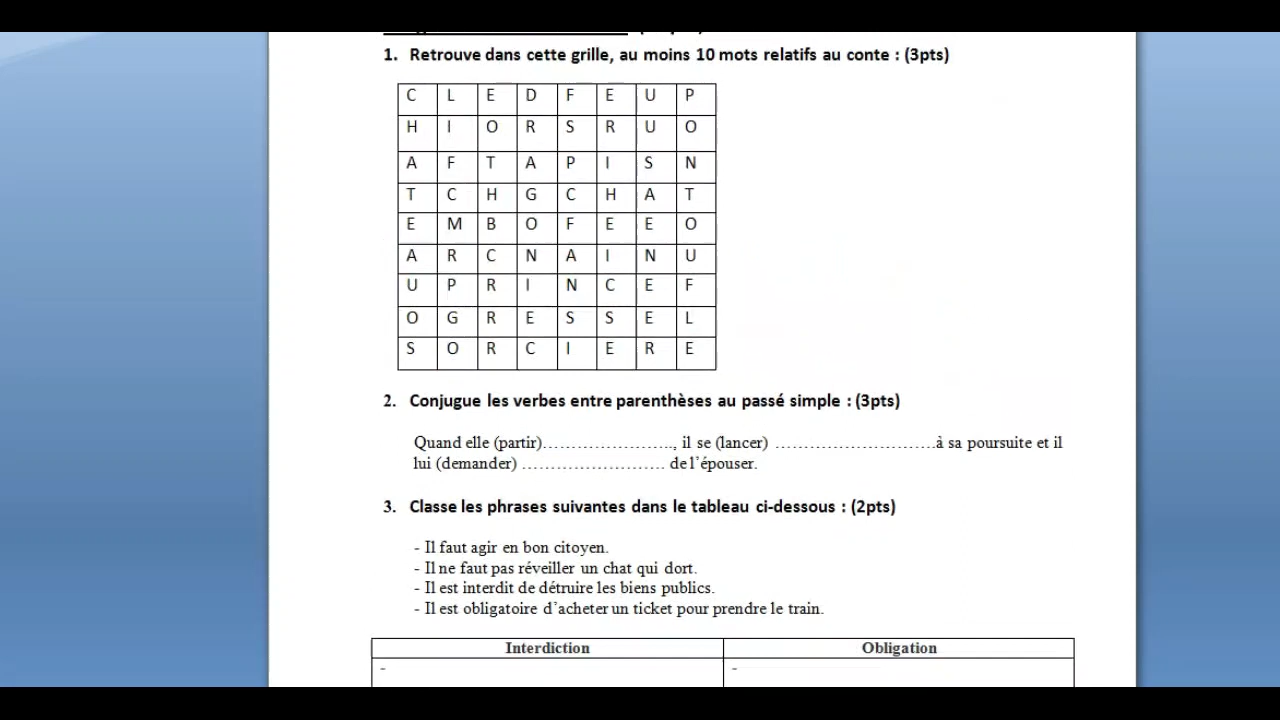 1. Retrouve dans cette grille, au moins 10 mots relatifs au conte : (3pts)
C L E D F E U P
H I O R S R U O
A F T A P I S N
T C H G C H A T
E M B O F E E O
A R C N A I N U
U P R I N C E F
O G R E S S E L
S O R C I E R E
2. Conjugue les verbes entre parenthèses au passé simple : (3pts)
Quand elle (partir)…………………., il se (lancer) ……………………….à sa poursuite et il
lui (demander) ……………………. de l’épouser.
3. Classe les phrases suivantes dans le tableau ci-dessous : (2pts)
- Il faut agir en bon citoyen.
- Il ne faut pas réveiller un chat qui dort.
- Il est interdit de détruire les biens publics.
- Il est obligatoire d’acheter un ticket pour prendre le train.
Interdiction Obligation
- -